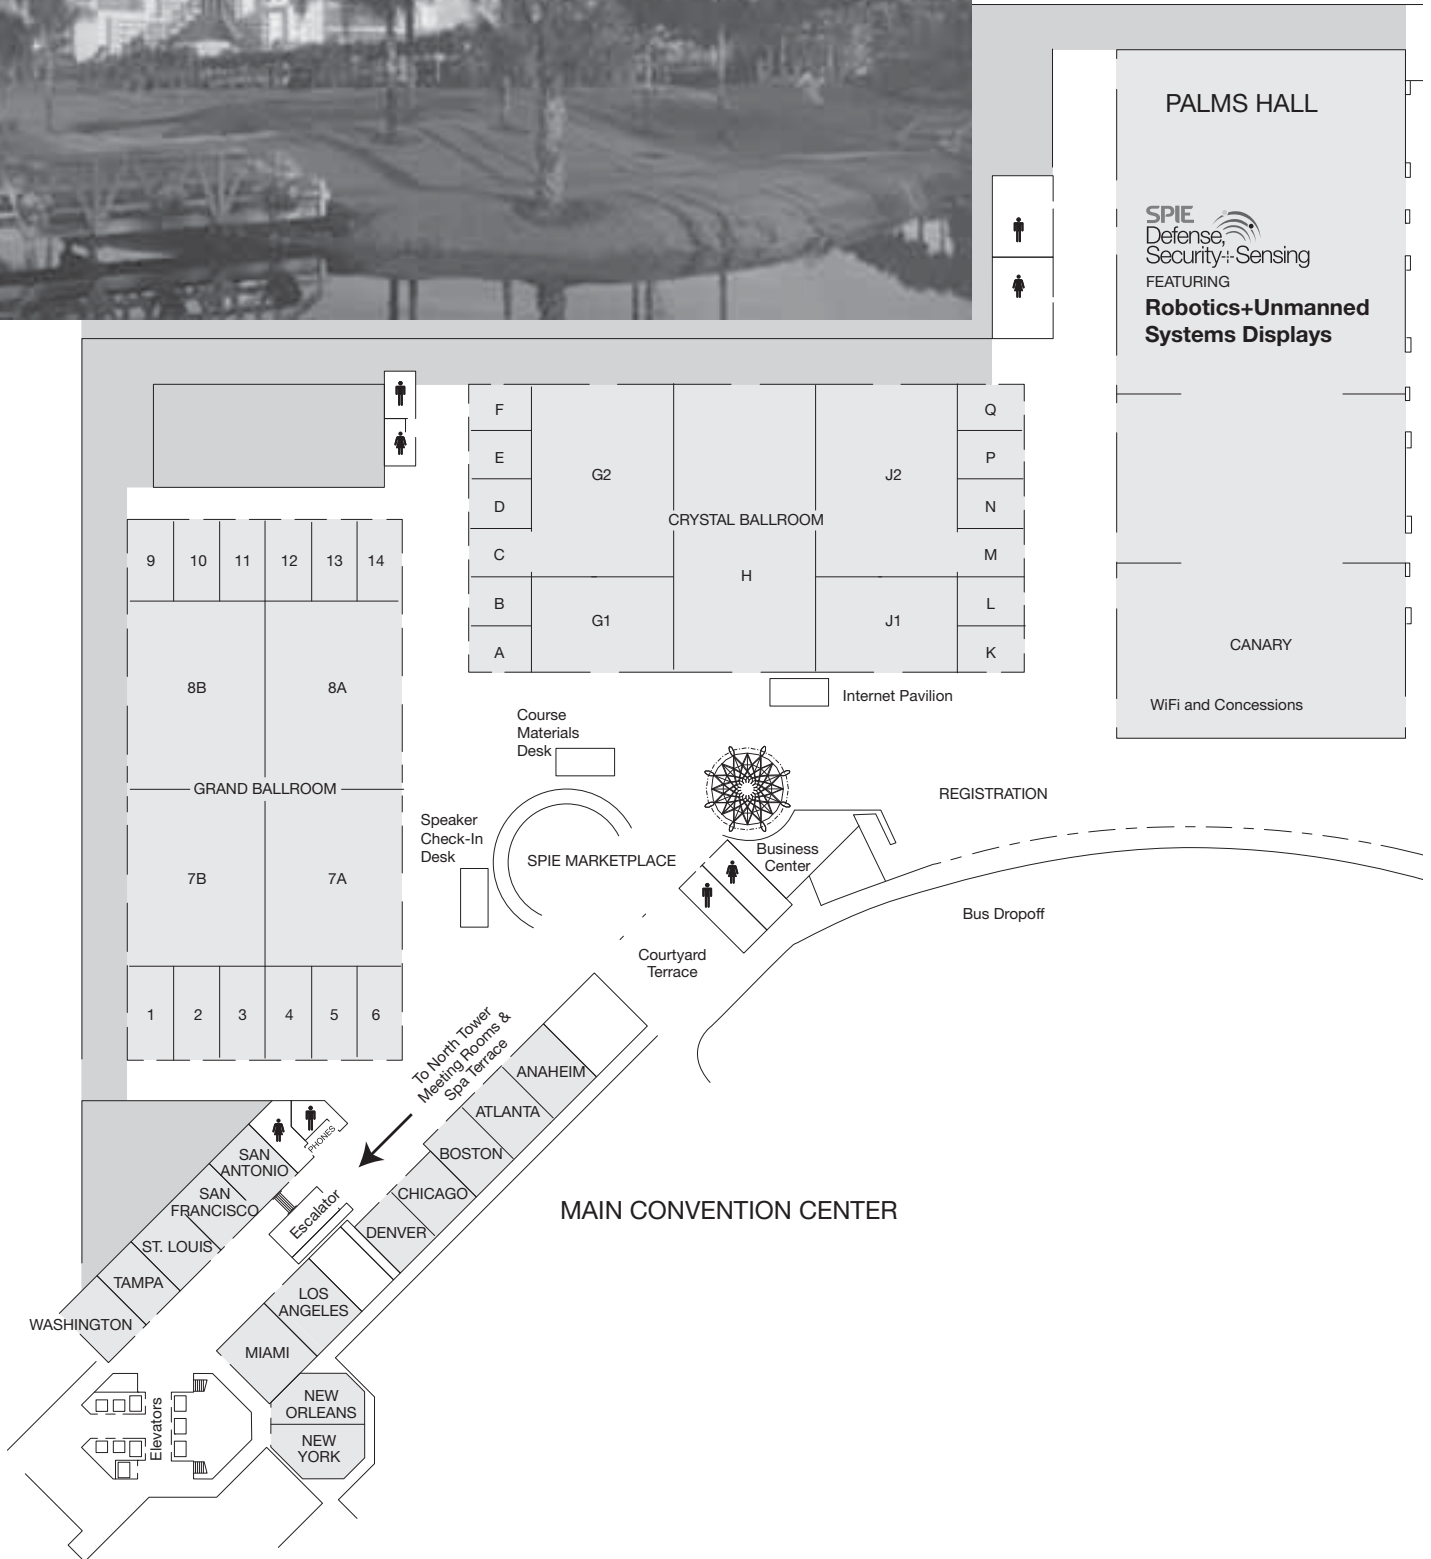 PALMS HALL
SPIE
Defense,
Security+Sensing
FEATURING
Robotics+Unmanned
Systems Displays
CANARY
WiFi and Concessions
F
E
D
C
B
A
G2
G1
CRYSTAL BALLROOM
H
J2
J1
Q
P
N
M
L
K
9
10
11
12
13
14
8B
8A
GRAND BALLROOM
7B
7A
1
2
3
4
5
6
Internet Pavilion
Course
Materials
Desk
Speaker
Check-In
Desk
SPIE MARKETPLACE
Business
Center
REGISTRATION
Bus Dropoff
Courtyard
Terrace
To North Tower
Meeting Rooms &
Spa Terrace
ANAHEIM
ATLANTA
BOSTON
CHICAGO
DENVER
PHONES
SAN
ANTONIO
SAN
FRANCISCO
ST. LOUIS
TAMPA
WASHINGTON
Escalator
LOS
ANGELES
MIAMI
MAIN CONVENTION CENTER
NEW
ORLEANS
NEW
YORK
Elevators